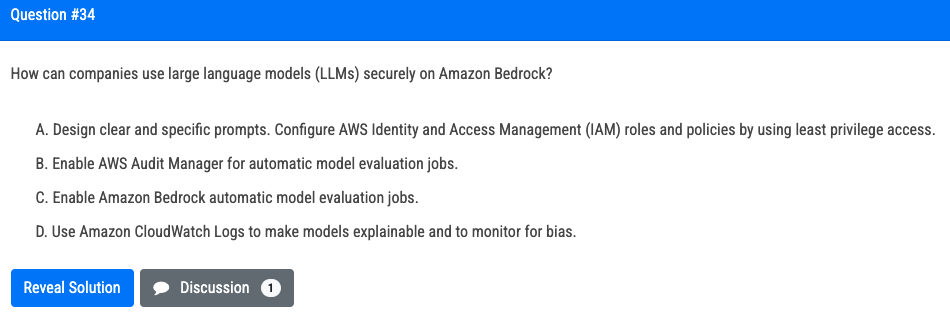 Question #34
How can companies use large language models (LLMs) securely on Amazon Bedrock?
A. Design clear and specific prompts. Configure AWS Identity and Access Management (IAM) roles and policies by using least privilege access.
B. Enable AWS Audit Manager for automatic model evaluation jobs.
C. Enable Amazon Bedrock automatic model evaluation jobs.
D. Use Amazon CloudWatch Logs to make models explainable and to monitor for bias.
Reveal Solution Discussion 1